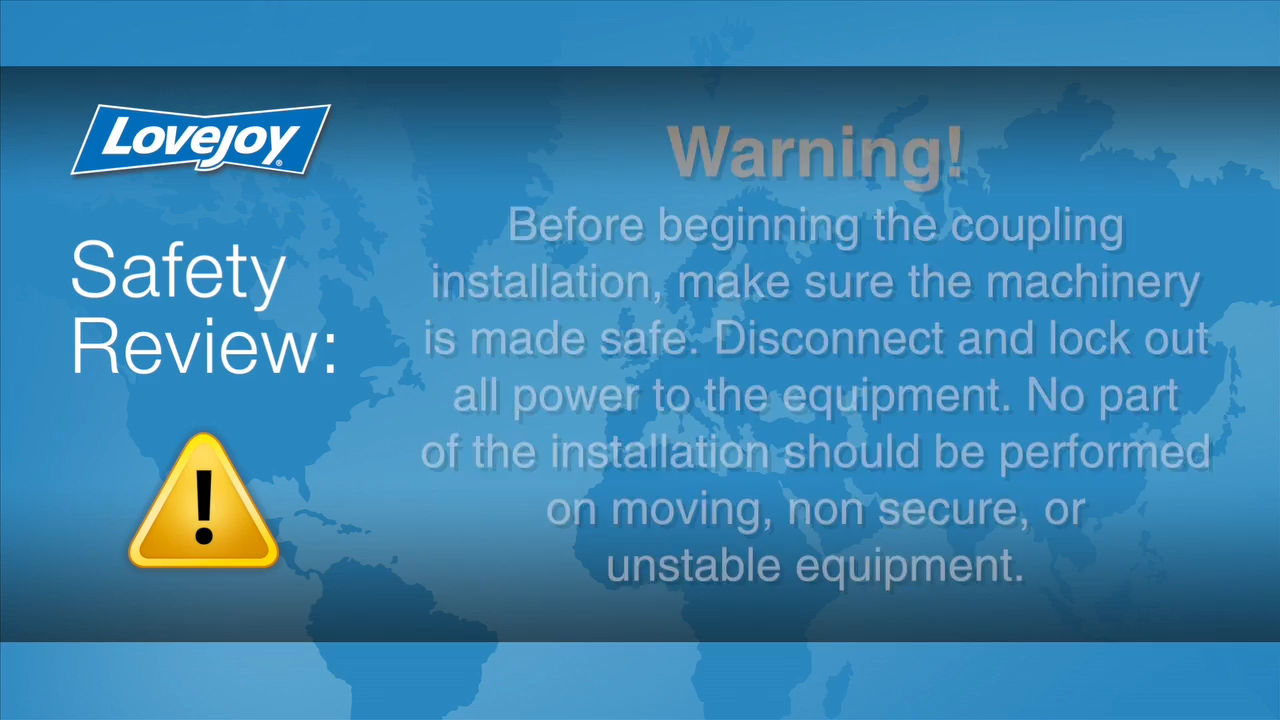 Lovejoy®
Safety
Review:
!
Warning!
Before beginning the coupling
installation, make sure the machinery
is made safe. Disconnect and lock out
all power to the equipment. No part
of the installation should be performed
on moving, non secure, or
unstable equipment.